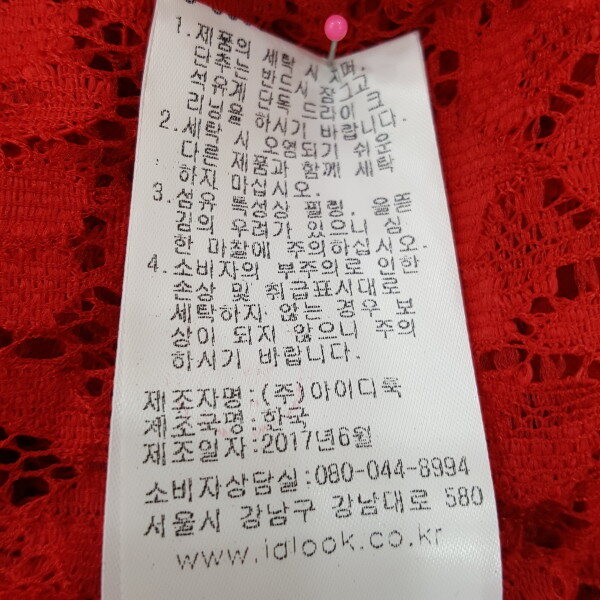 1. 제품의 세탁 시
단추는 반드시 잠그고
석유계 단독 드라이
리닝을 하시기 바랍니다.
2. 세탁 시 오염되기 쉬운
다른 제품과 함께 세탁
하지 마십시오.
3. 섬유 특성상 필링, 올뜯
김의 우려가 있으니 심
한 마찰에 주의하십시오.
4. 소비자의 부주의로 인한
손상 및 취급표시대로
세탁하지 않는 경우 보
상이 되지 않으니 주의
하시기 바랍니다.
제조자명:(주)아이디룩
제조국명:한국
제조일자:2017년6월
소비자상담실:080-044-8994
서울시 강남구 강남대로 580
www.iglook.co.kr